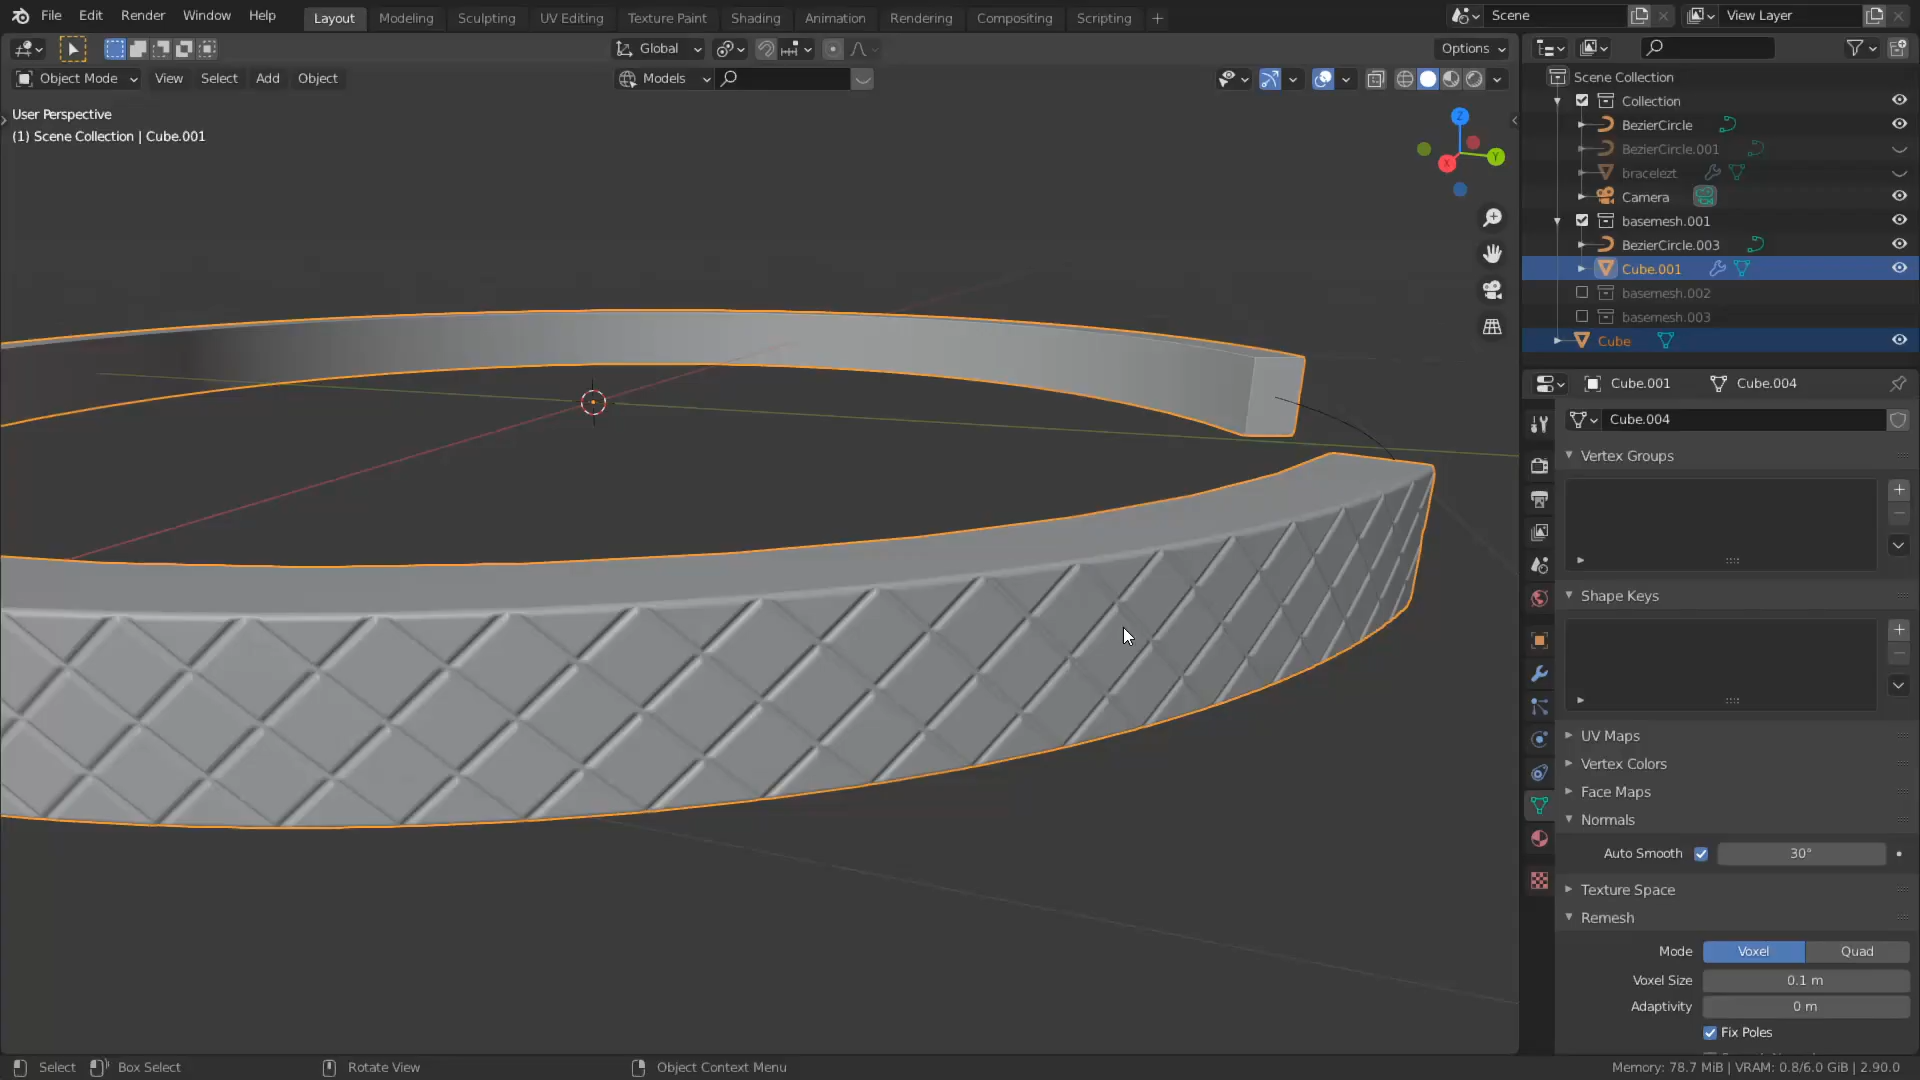 File Edit Render Window Help
Layout Modeling Sculpting UV Editing Texture Paint Shading Animation Rendering Compositing Scripting +
Scene
View Layer
Global
Options
Object Mode View Select Add Object
Models
User Perspective
(1) Scene Collection | Cube.001
Z
Y
X
Scene Collection
Collection
BezierCircle
BezierCircle.001
bracelezt
Camera
basemesh.001
BezierCircle.003
Cube.001
basemesh.002
basemesh.003
Cube
Cube.001 Cube.004
Cube.004
Vertex Groups
Shape Keys
UV Maps
Vertex Colors
Face Maps
Normals
Auto Smooth 30°
Texture Space
Remesh
Mode Voxel Quad
Voxel Size 0.1 m
Adaptivity 0 m
Fix Poles
Select Box Select Rotate View Object Context Menu
Memory: 78.7 MiB | VRAM: 0.8/6.0 GiB | 2.90.0